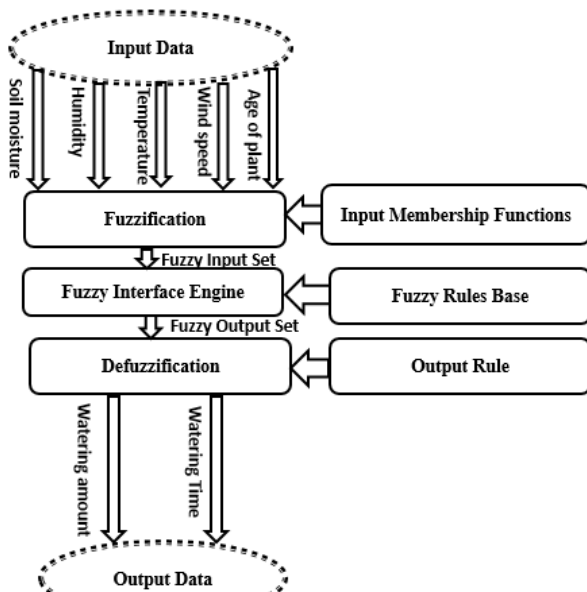 Input Data
Soil moisture
Humidity
Temperature
Wind speed
Age of plant
Fuzzification
Input Membership Functions
Fuzzy Input Set
Fuzzy Interface Engine
Fuzzy Rules Base
Fuzzy Output Set
Defuzzification
Output Rule
Watering amount
Watering Time
Output Data